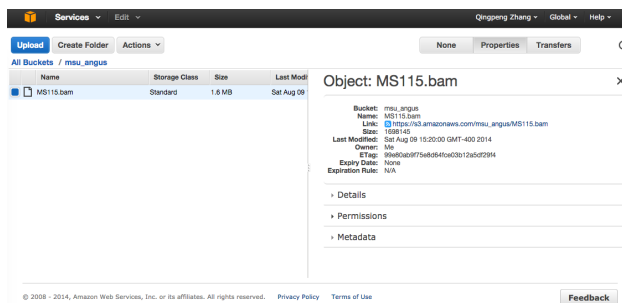 Services Edit Qingpeng Zhang Global Help
Upload Create Folder Actions None Properties Transfers
All Buckets / msu_angus
Name Storage Class Size Last Modi
MS115.bam Standard 1.6 MB Sat Aug 09
Object: MS115.bam ×
Bucket: msu_angus
Name: MS115.bam
Link: https://s3.amazonaws.com/msu_angus/MS115.bam
Size: 1698145
Last Modified: Sat Aug 09 15:20:00 GMT-400 2014
Owner: Me
ETag: 99e80ab9f75e8d64fce03b12a5df29f4
Expiry Date: None
Expiration Rule: N/A
Details
Permissions
Metadata
© 2008 - 2014, Amazon Web Services, Inc. or its affiliates. All rights reserved. Privacy Policy Terms of Use Feedback